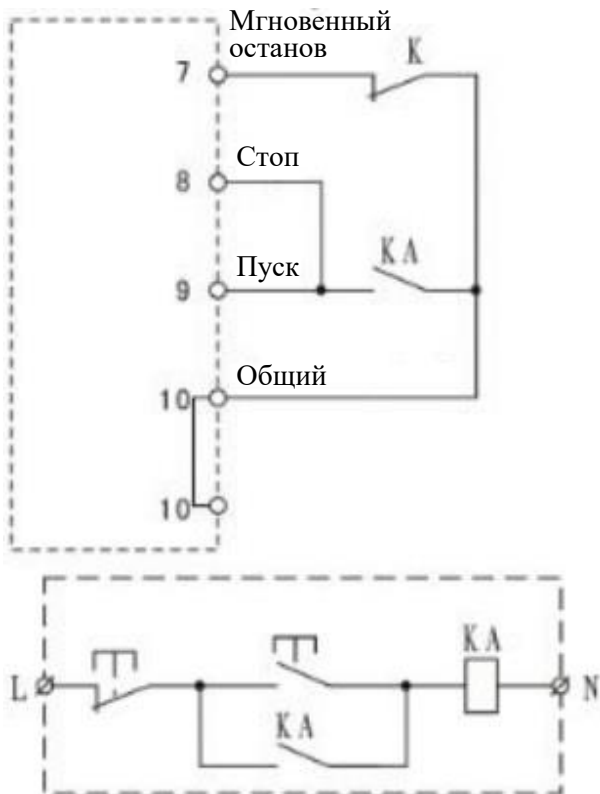 Мгновенный
останов
7
K
Стоп
8
KA
Пуск
9
Общий
10
10
KA
L
N
KA